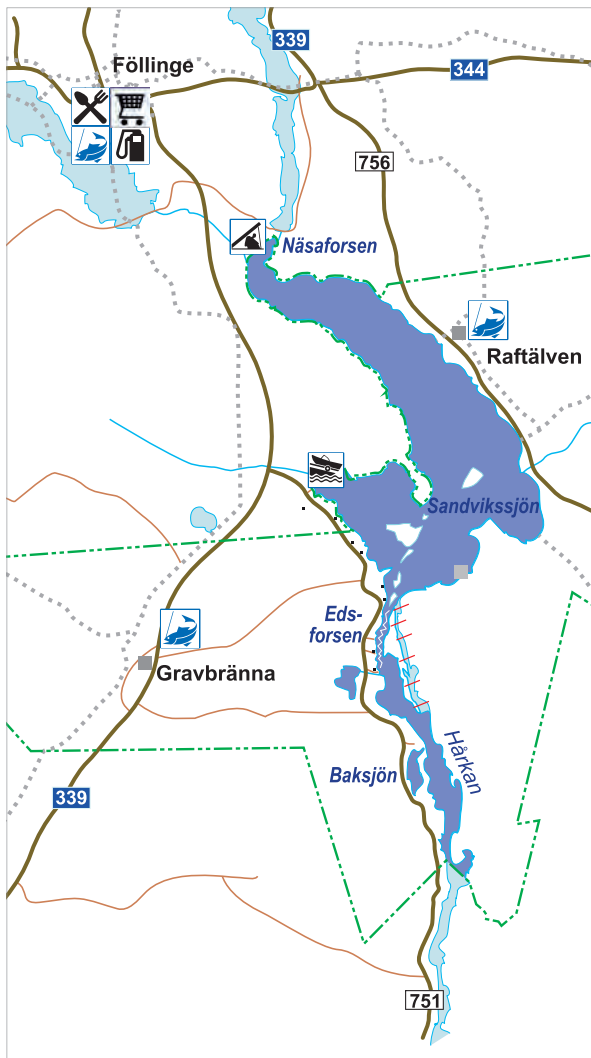 339
Föllinge
344
756
Näsaforsen
Raftälven
Sandvikssjön
Eds-
forsen
Gravbränna
Hårkan
Baksjön
339
751